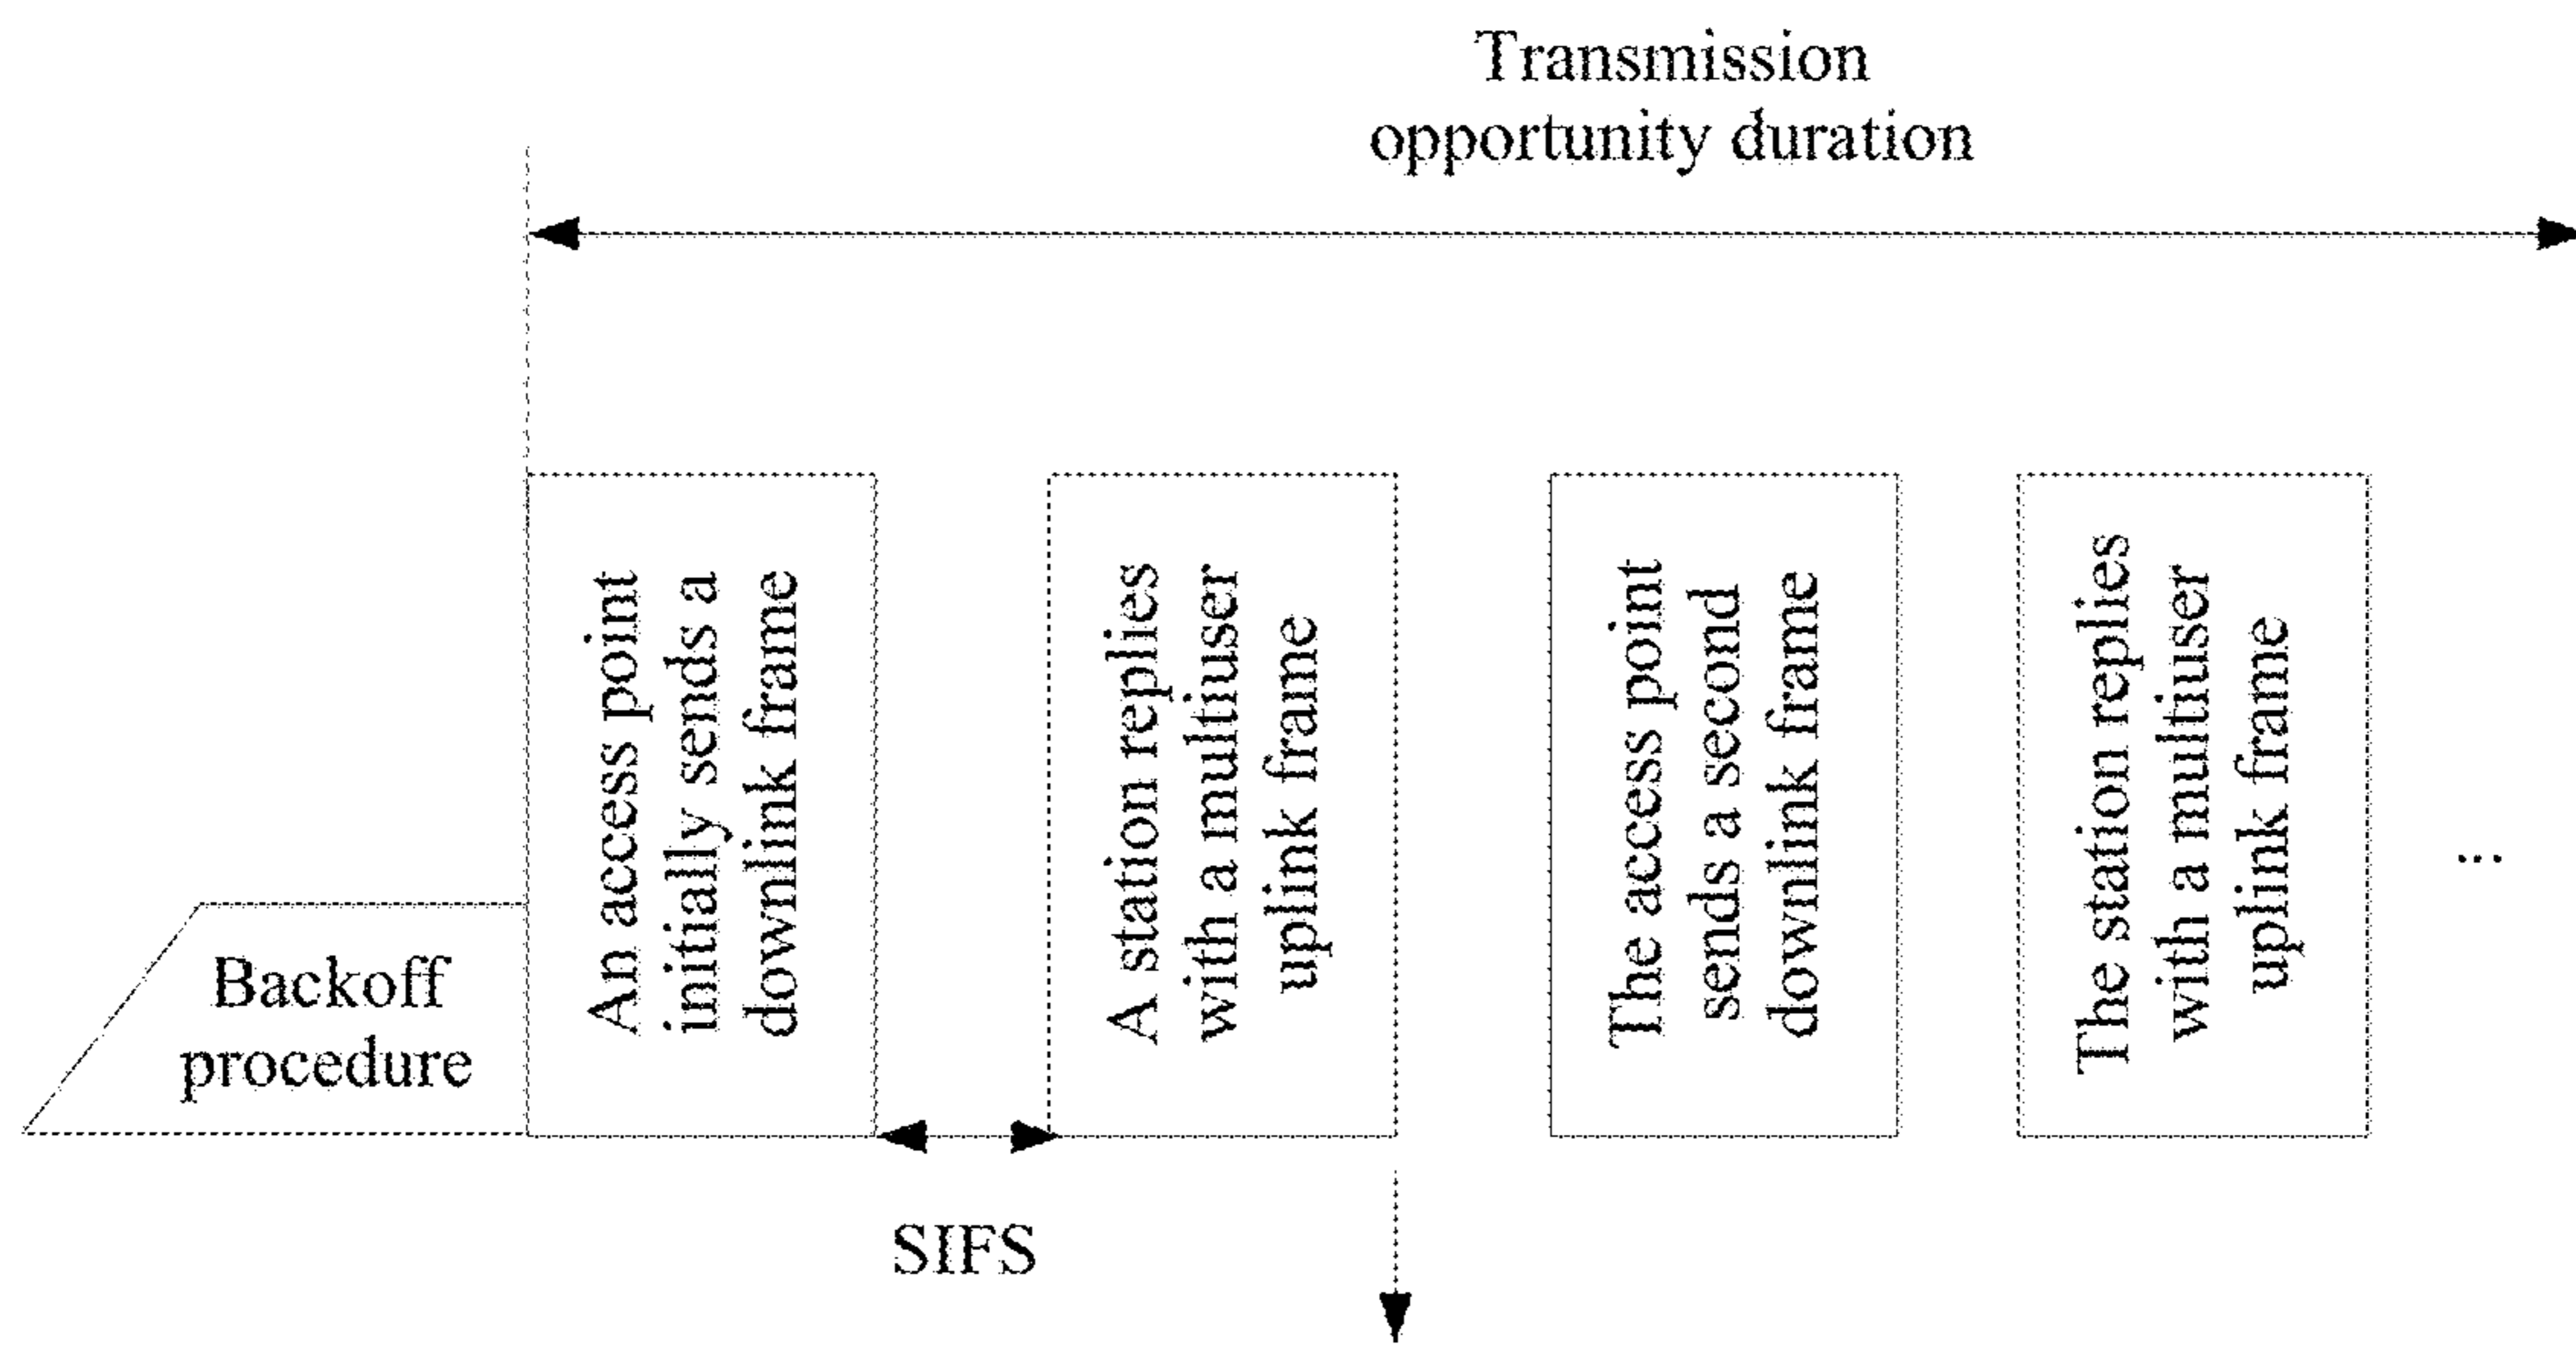 Transmission
opportunity duration
Backoff
procedure
An access point
initially sends a
downlink frame
SIFS
A station replies
with a multiuser
uplink frame
The access point
sends a second
downlink frame
The station replies
with a multiuser
uplink frame
...